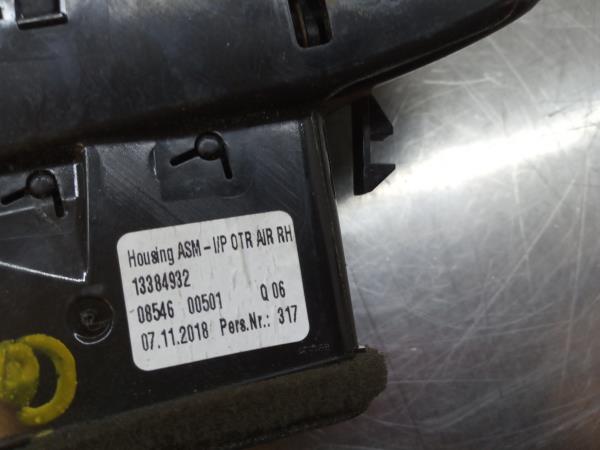 Housing ASM – I/P OTR AIR RH
13384932
08546 00501 Q 06
07.11.2018 Pers.Nr.: 317